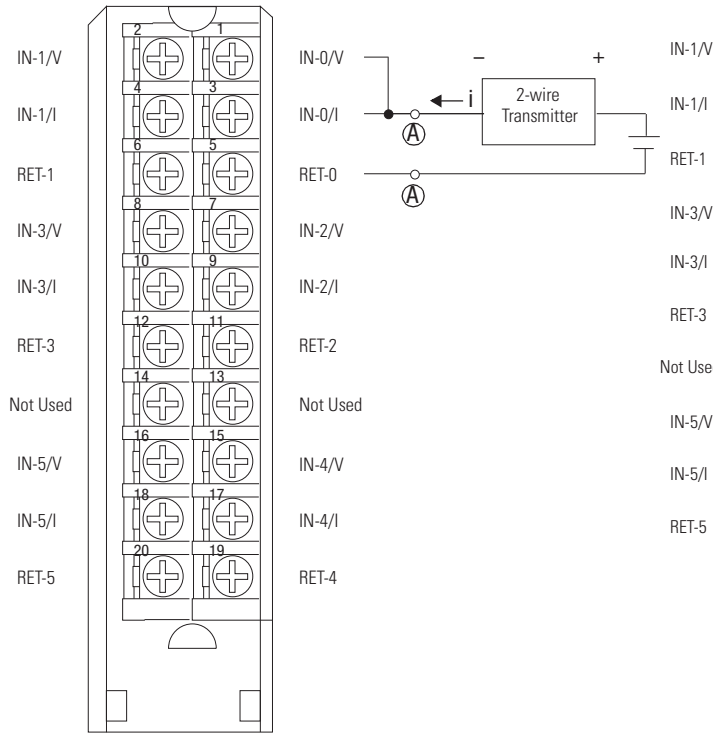 2 1
IN-1/V
IN-0/V
4 3
IN-1/I
IN-0/I
6 5
RET-1
RET-0
8 7
IN-3/V
IN-2/V
10 9
IN-3/I
IN-2/I
12 11
RET-3
RET-2
14 13
Not Used
Not Used
16 15
IN-5/V
IN-4/V
18 17
IN-5/I
IN-4/I
20 19
RET-5
RET-4
– +
i
2-wire
Transmitter
A
A
IN-1/V
IN-1/I
RET-1
IN-3/V
IN-3/I
RET-3
Not Use
IN-5/V
IN-5/I
RET-5